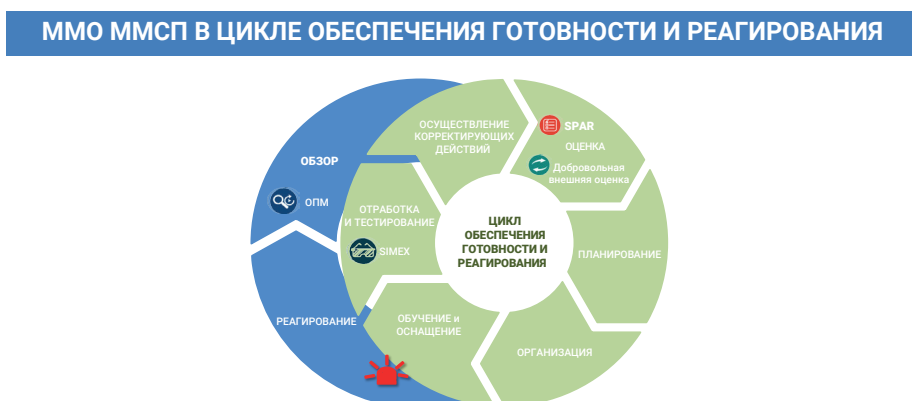 ММО ММСП В ЦИКЛЕ ОБЕСПЕЧЕНИЯ ГОТОВНОСТИ И РЕАГИРОВАНИЯ
ОСУЩЕСТВЛЕНИЕ
КОРРЕКТИРУЮЩИХ
ДЕЙСТВИЙ
SPAR
ОЦЕНКА
Добровольная
внешняя оценка
ОБЗОР
ОПМ
ОТРАБОТКА
И ТЕСТИРОВАНИЕ
SIMEX
ЦИКЛ
ОБЕСПЕЧЕНИЯ
ГОТОВНОСТИ И
РЕАГИРОВАНИЯ
ПЛАНИРОВАНИЕ
РЕАГИРОВАНИЕ
ОБУЧЕНИЕ и
ОСНАЩЕНИЕ
ОРГАНИЗАЦИЯ